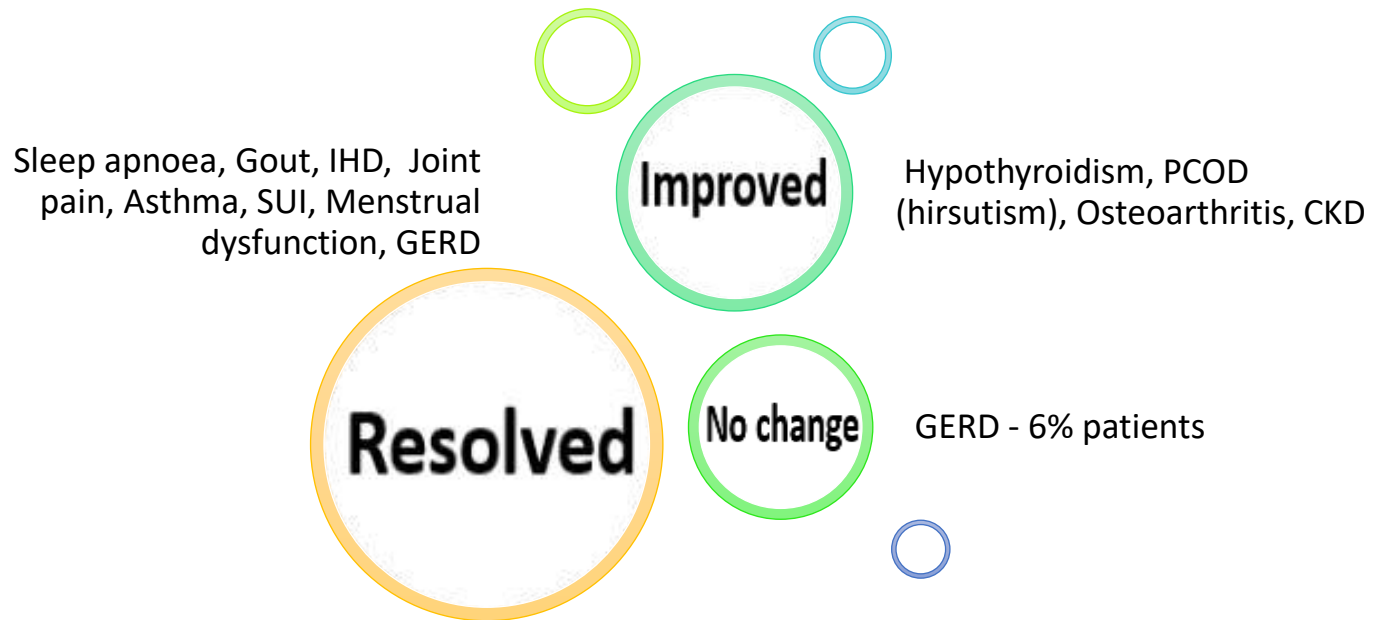 Sleep apnoea, Gout, IHD, Joint
pain, Asthma, SUI, Menstrual
dysfunction, GERD
Improved
Hypothyroidism, PCOD
(hirsutism), Osteoarthritis, CKD
Resolved
No change
GERD - 6% patients